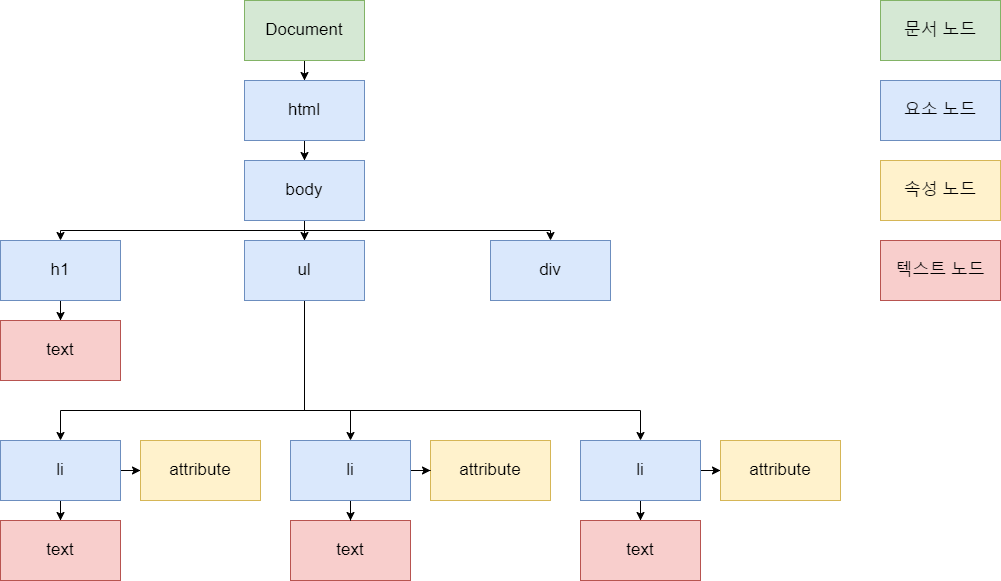 Document
문서 노드
html
요소 노드
body
속성 노드
h1
ul
div
텍스트 노드
text
li
attribute
li
attribute
li
attribute
text
text
text